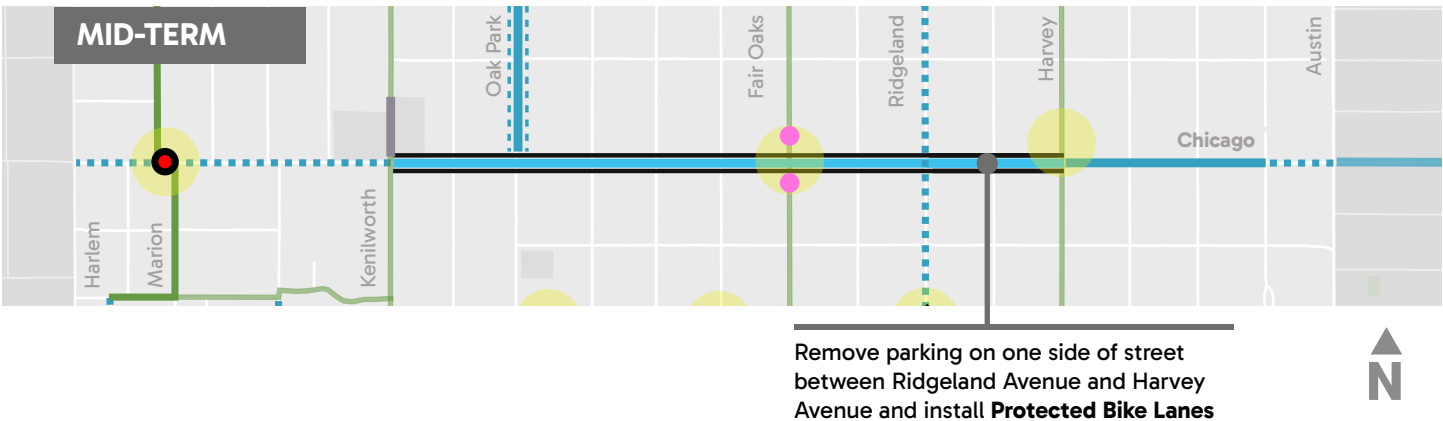 MID-TERM
Oak Park
Fair Oaks
Ridgeland
Harvey
Austin
Chicago
Harlem
Marion
Kenilworth
Remove parking on one side of street
between Ridgeland Avenue and Harvey
Avenue and install Protected Bike Lanes
N